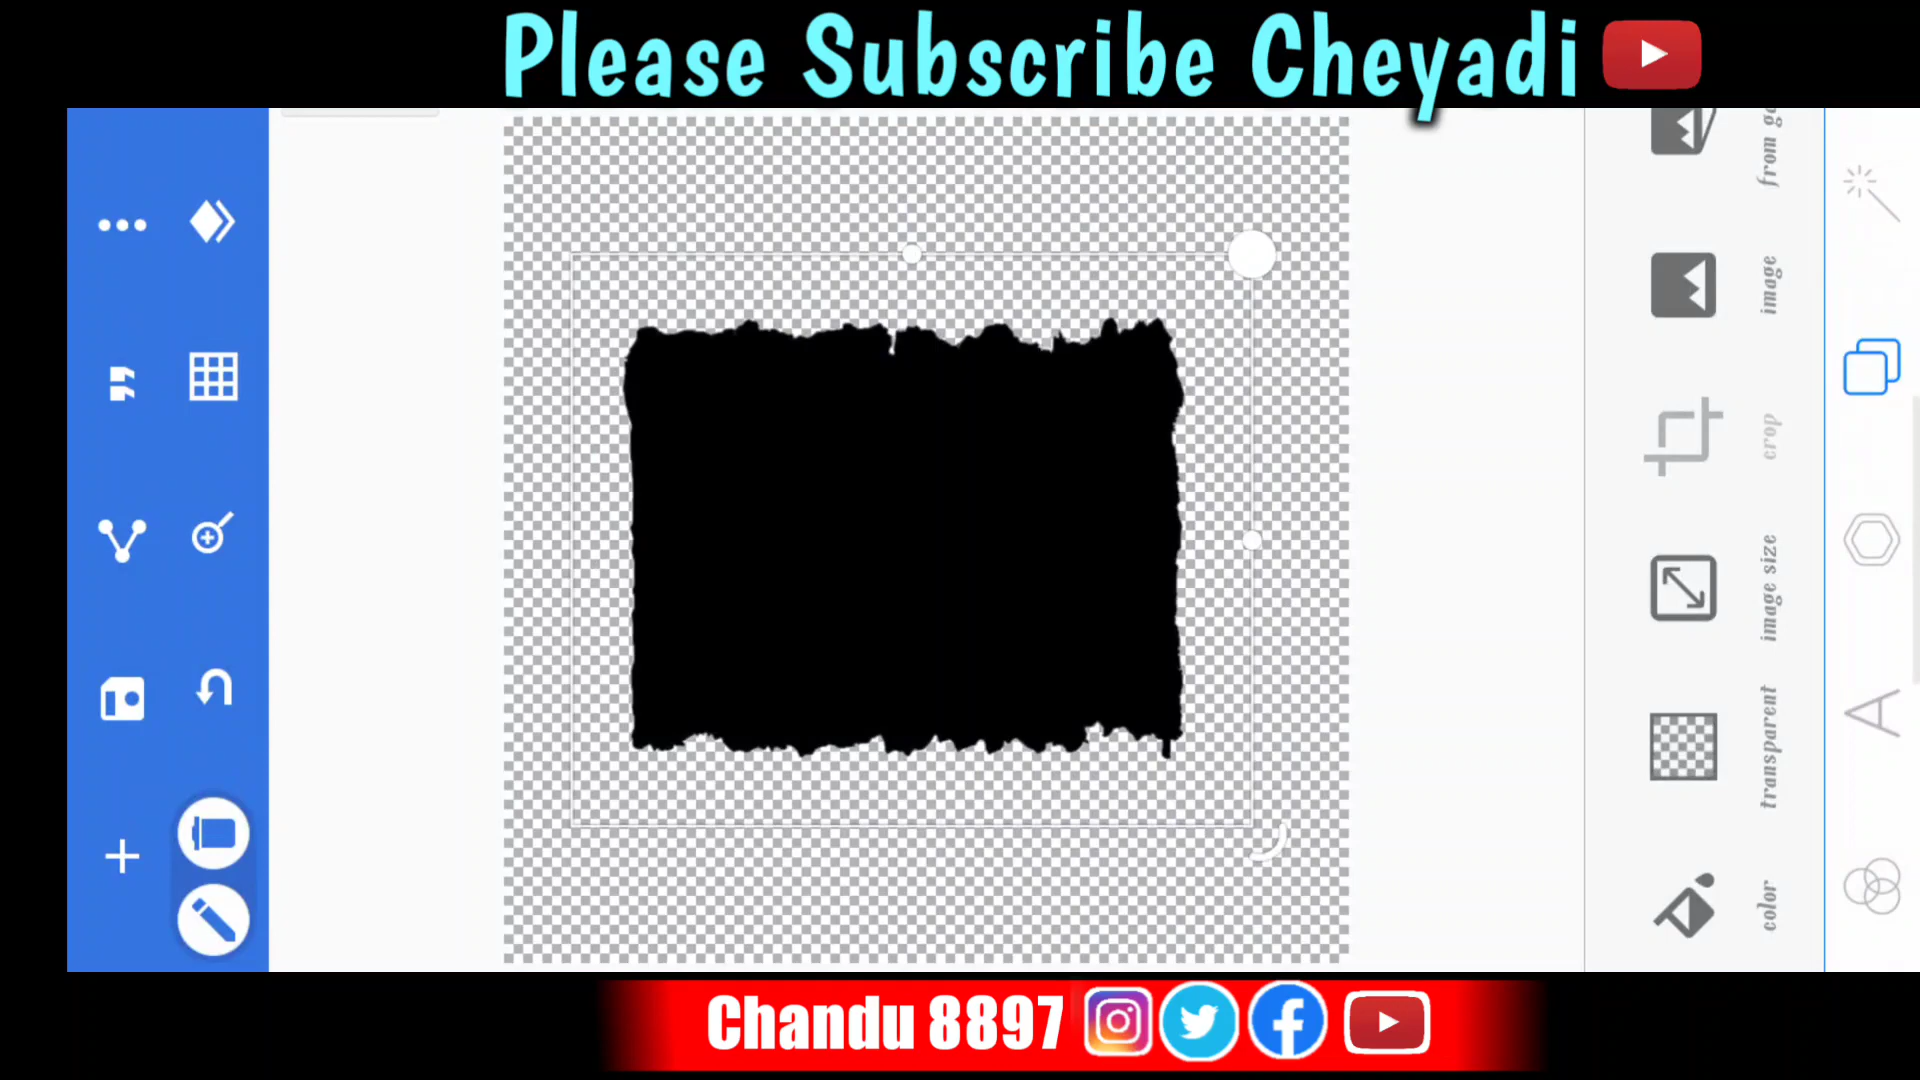 Please Subscribe Cheyadi
from ga
image
crop
image size
transparent
color
Chandu 8897